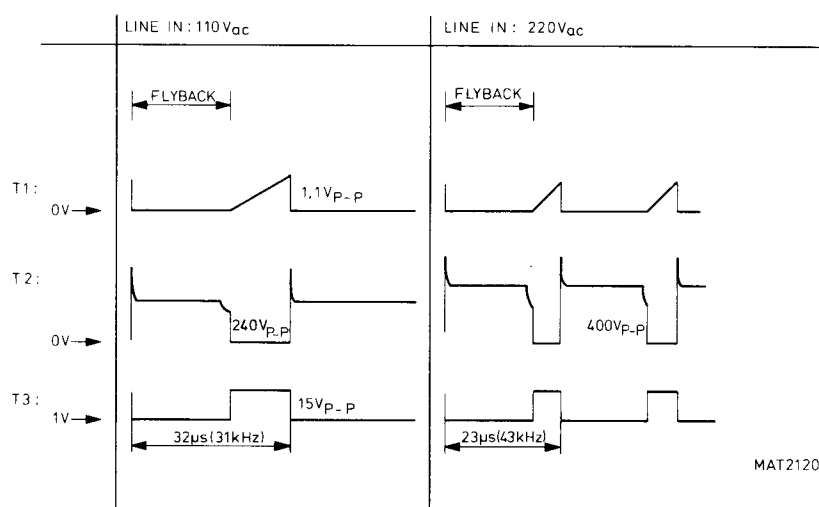 LINE IN: 110Vac
LINE IN: 220Vac
FLYBACK
FLYBACK
T1:
1,1VP-P
0V
T2:
240VP-P
400VP-P
0V
T3:
15VP-P
1V
32µs(31kHz)
23µs(43kHz)
MAT2120